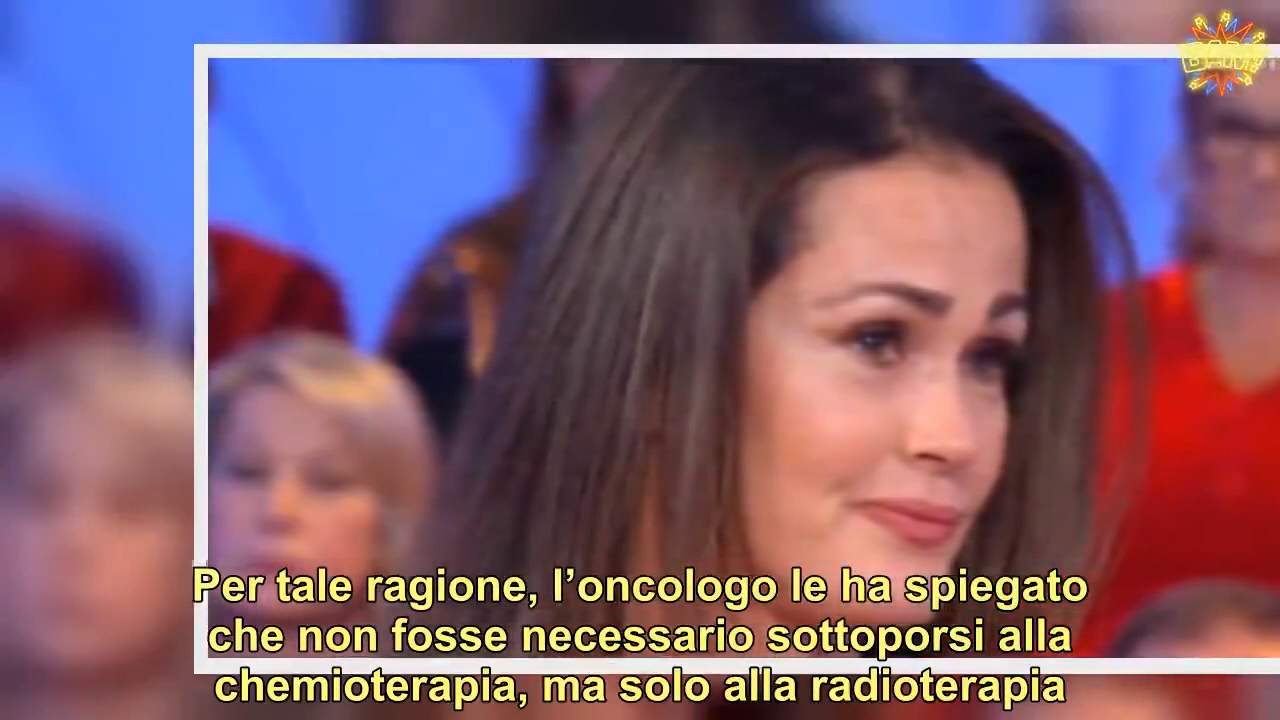 Per tale ragione, l’oncologo le ha spiegato
che non fosse necessario sottoporsi alla
chemioterapia, ma solo alla radioterapia